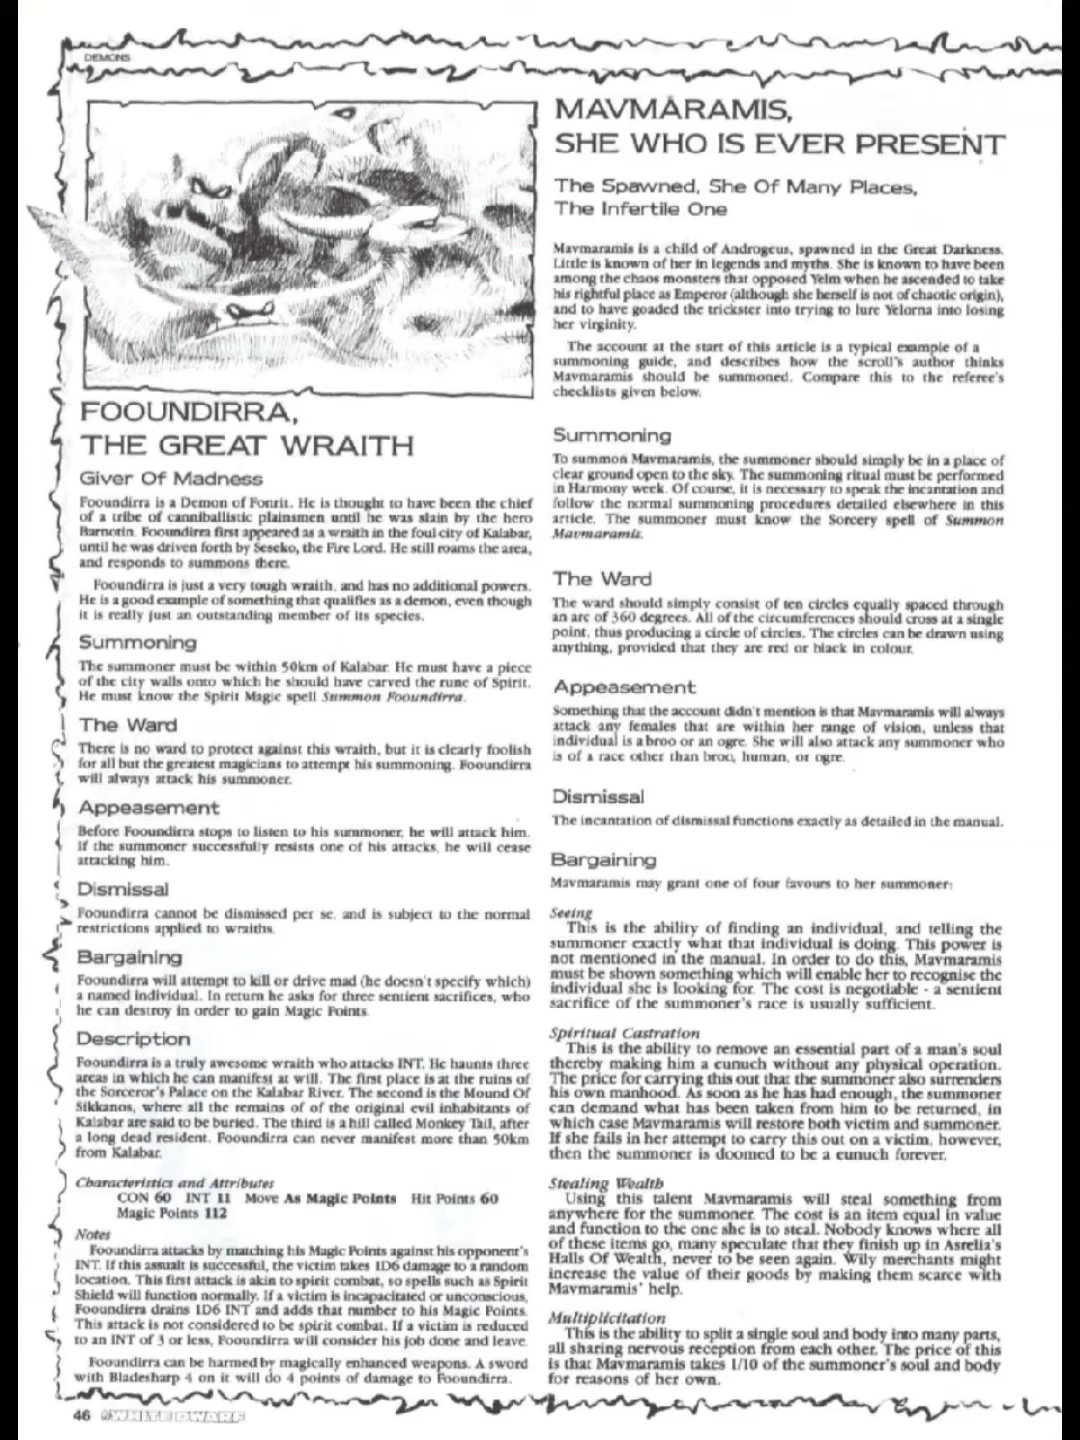 DEMONS
FOOUNDIRRA,
THE GREAT WRAITH
Giver Of Madness
Fooundirra is a Demon of Fonrit. He is thought to have been the chief
of a tribe of canniballistic plainsmen until he was slain by the hero
Barnotin. Fooundirra first appeared as a wraith in the foul city of Kalabar,
until he was driven forth by Seseko, the Fire Lord. He still roams the area,
and responds to summons there.
Fooundirra is just a very tough wraith, and has no additional powers.
He is a good example of something that qualifies as a demon, even though
it is really just an outstanding member of its species.
Summoning
The summoner must be within 50km of Kalabar. He must have a piece
of the city walls onto which he should have carved the rune of Spirit.
He must know the Spirit Magic spell Summon Fooundirra.
The Ward
There is no ward to protect against this wraith, but it is clearly foolish
for all but the greatest magicians to attempt his summoning. Fooundirra
will always attack his summoner.
Appeasement
Before Fooundirra stops to listen to his summoner, he will attack him.
If the summoner successfully resists one of his attacks, he will cease
attacking him.
Dismissal
Fooundirra cannot be dismissed per se, and is subject to the normal
restrictions applied to wraiths.
Bargaining
Fooundirra will attempt to kill or drive mad (he doesn't specify which)
a named individual. In return he asks for three sentient sacrifices, who
he can destroy in order to gain Magic Points.
Description
Fooundirra is a truly awesome wraith who attacks INT. He haunts three
areas in which he can manifest at will. The first place is at the ruins of
the Sorceror's Palace on the Kalabar River. The second is the Mound Of
Sikkanos, where all the remains of of the original evil inhabitants of
Kalabar are said to be buried. The third is a hill called Monkey Tail, after
a long dead resident. Fooundirra can never manifest more than 50km
from Kalabar.
Characteristics and Attributes
CON 60 INT 11 Move As Magic Points Hit Points 60
Magic Points 112
Notes
Fooundirra attacks by matching his Magic Points against his opponent's
INT. If this assualt is successful, the victim takes 1D6 damage to a random
location. This first attack is akin to spirit combat, so spells such as Spirit
Shield will function normally. If a victim is incapacitated or unconscious,
Fooundirra drains 1D6 INT and adds that number to his Magic Points.
This attack is not considered to be spirit combat. If a victim is reduced
to an INT of 3 or less, Fooundirra will consider his job done and leave.
Fooundirra can be harmed by magically enhanced weapons. A sword
with Bladesharp 4 on it will do 4 points of damage to Fooundirra.
46 WHITE DWARF
MAVMARAMIS,
SHE WHO IS EVER PRESENT
The Spawned, She Of Many Places,
The Infertile One
Mavmaramis is a child of Androgeus, spawned in the Great Darkness.
Little is known of her in legends and myths. She is known to have been
among the chaos monsters that opposed Yelm when he ascended to take
his rightful place as Emperor (although she herself is not of chaotic origin),
and to have goaded the trickster into trying to lure Yelorna into losing
her virginity.
The account at the start of this article is a typical example of a
summoning guide, and describes how the scroll's author thinks
Mavmaramis should be summoned. Compare this to the referee's
checklists given below.
Summoning
To summon Mavmaramis, the summoner should simply be in a place of
clear ground open to the sky. The summoning ritual must be performed
in Harmony week. Of course, it is necessary to speak the incantation and
follow the normal summoning procedures detailed elsewhere in this
article. The summoner must know the Sorcery spell of Summon
Mavmaramis.
The Ward
The ward should simply consist of ten circles equally spaced through
an arc of 360 degrees. All of the circumferences should cross at a single
point, thus producing a circle of circles. The circles can be drawn using
anything, provided that they are red or black in colour.
Appeasement
Something that the account didn't mention is that Mavmaramis will always
attack any females that are within her range of vision, unless that
individual is a broo or an ogre. She will also attack any summoner who
is of a race other than broo, human, or ogre.
Dismissal
The incantation of dismissal functions exactly as detailed in the manual.
Bargaining
Mavmaramis may grant one of four favours to her summoner:
Seeing
This is the ability of finding an individual, and telling the
summoner exactly what that individual is doing. This power is
not mentioned in the manual. In order to do this, Mavmaramis
must be shown something which will enable her to recognise the
individual she is looking for. The cost is negotiable - a sentient
sacrifice of the summoner's race is usually sufficient.
Spiritual Castration
This is the ability to remove an essential part of a man's soul
thereby making him a eunuch without any physical operation.
The price for carrying this out that the summoner also surrenders
his own manhood. As soon as he has had enough, the summoner
can demand what has been taken from him to be returned, in
which case Mavmaramis will restore both victim and summoner.
If she fails in her attempt to carry this out on a victim, however,
then the summoner is doomed to be a eunuch forever.
Stealing Wealth
Using this talent Mavmaramis will steal something from
anywhere for the summoner. The cost is an item equal in value
and function to the one she is to steal. Nobody knows where all
of these items go, many speculate that they finish up in Asrelia's
Halls Of Wealth, never to be seen again. Wily merchants might
increase the value of their goods by making them scarce with
Mavmaramis' help.
Multiplicitation
This is the ability to split a single soul and body into many parts,
all sharing nervous reception from each other. The price of this
is that Mavmaramis takes 1/10 of the summoner's soul and body
for reasons of her own.